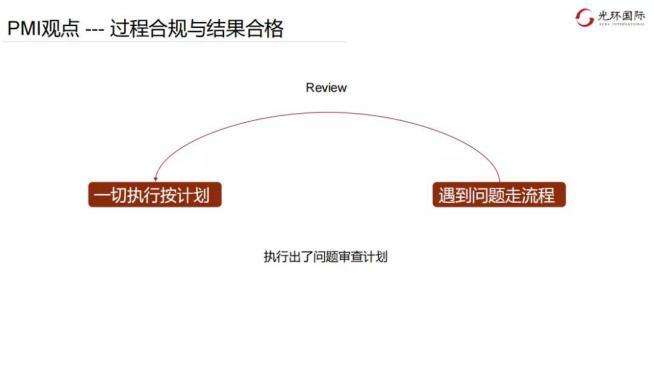 PMI观点 --- 过程合规与结果合格
光环国际
Review
一切执行按计划
遇到问题走流程
执行出了问题审查计划